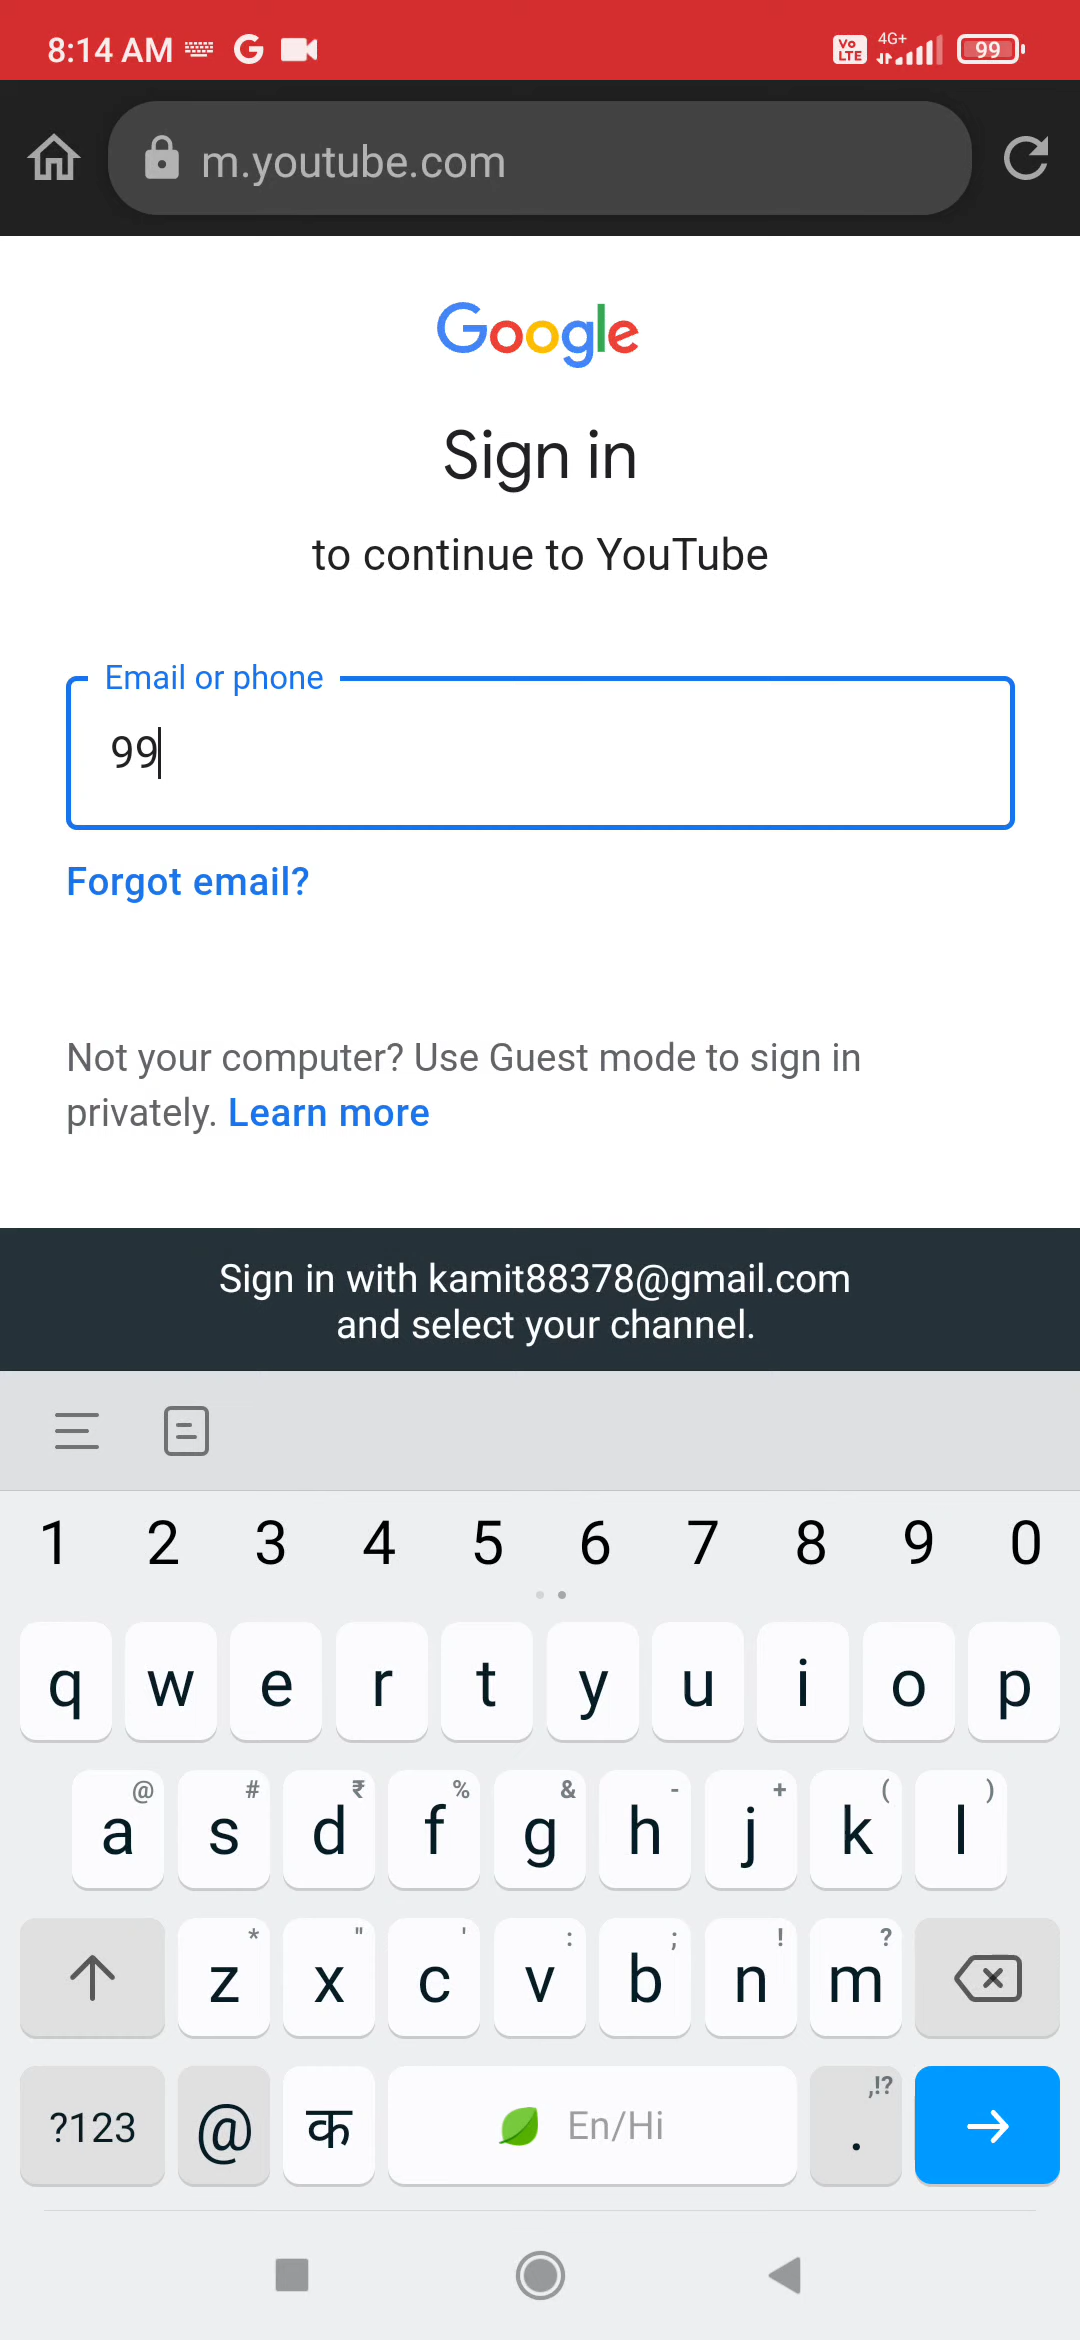 8:14 AM
Vo LTE 4G+ 99
m.youtube.com
Google
Sign in
to continue to YouTube
Email or phone
99
Forgot email?
Not your computer? Use Guest mode to sign in
privately. Learn more
Sign in with kamit88378@gmail.com
and select your channel.
1 2 3 4 5 6 7 8 9 0
q w e r t y u i o p
@ # ₹ % & - + ( )
a s d f g h j k l
* " ' : ; ! ?
z x c v b n m
,!?
?123 @ क En/Hi .